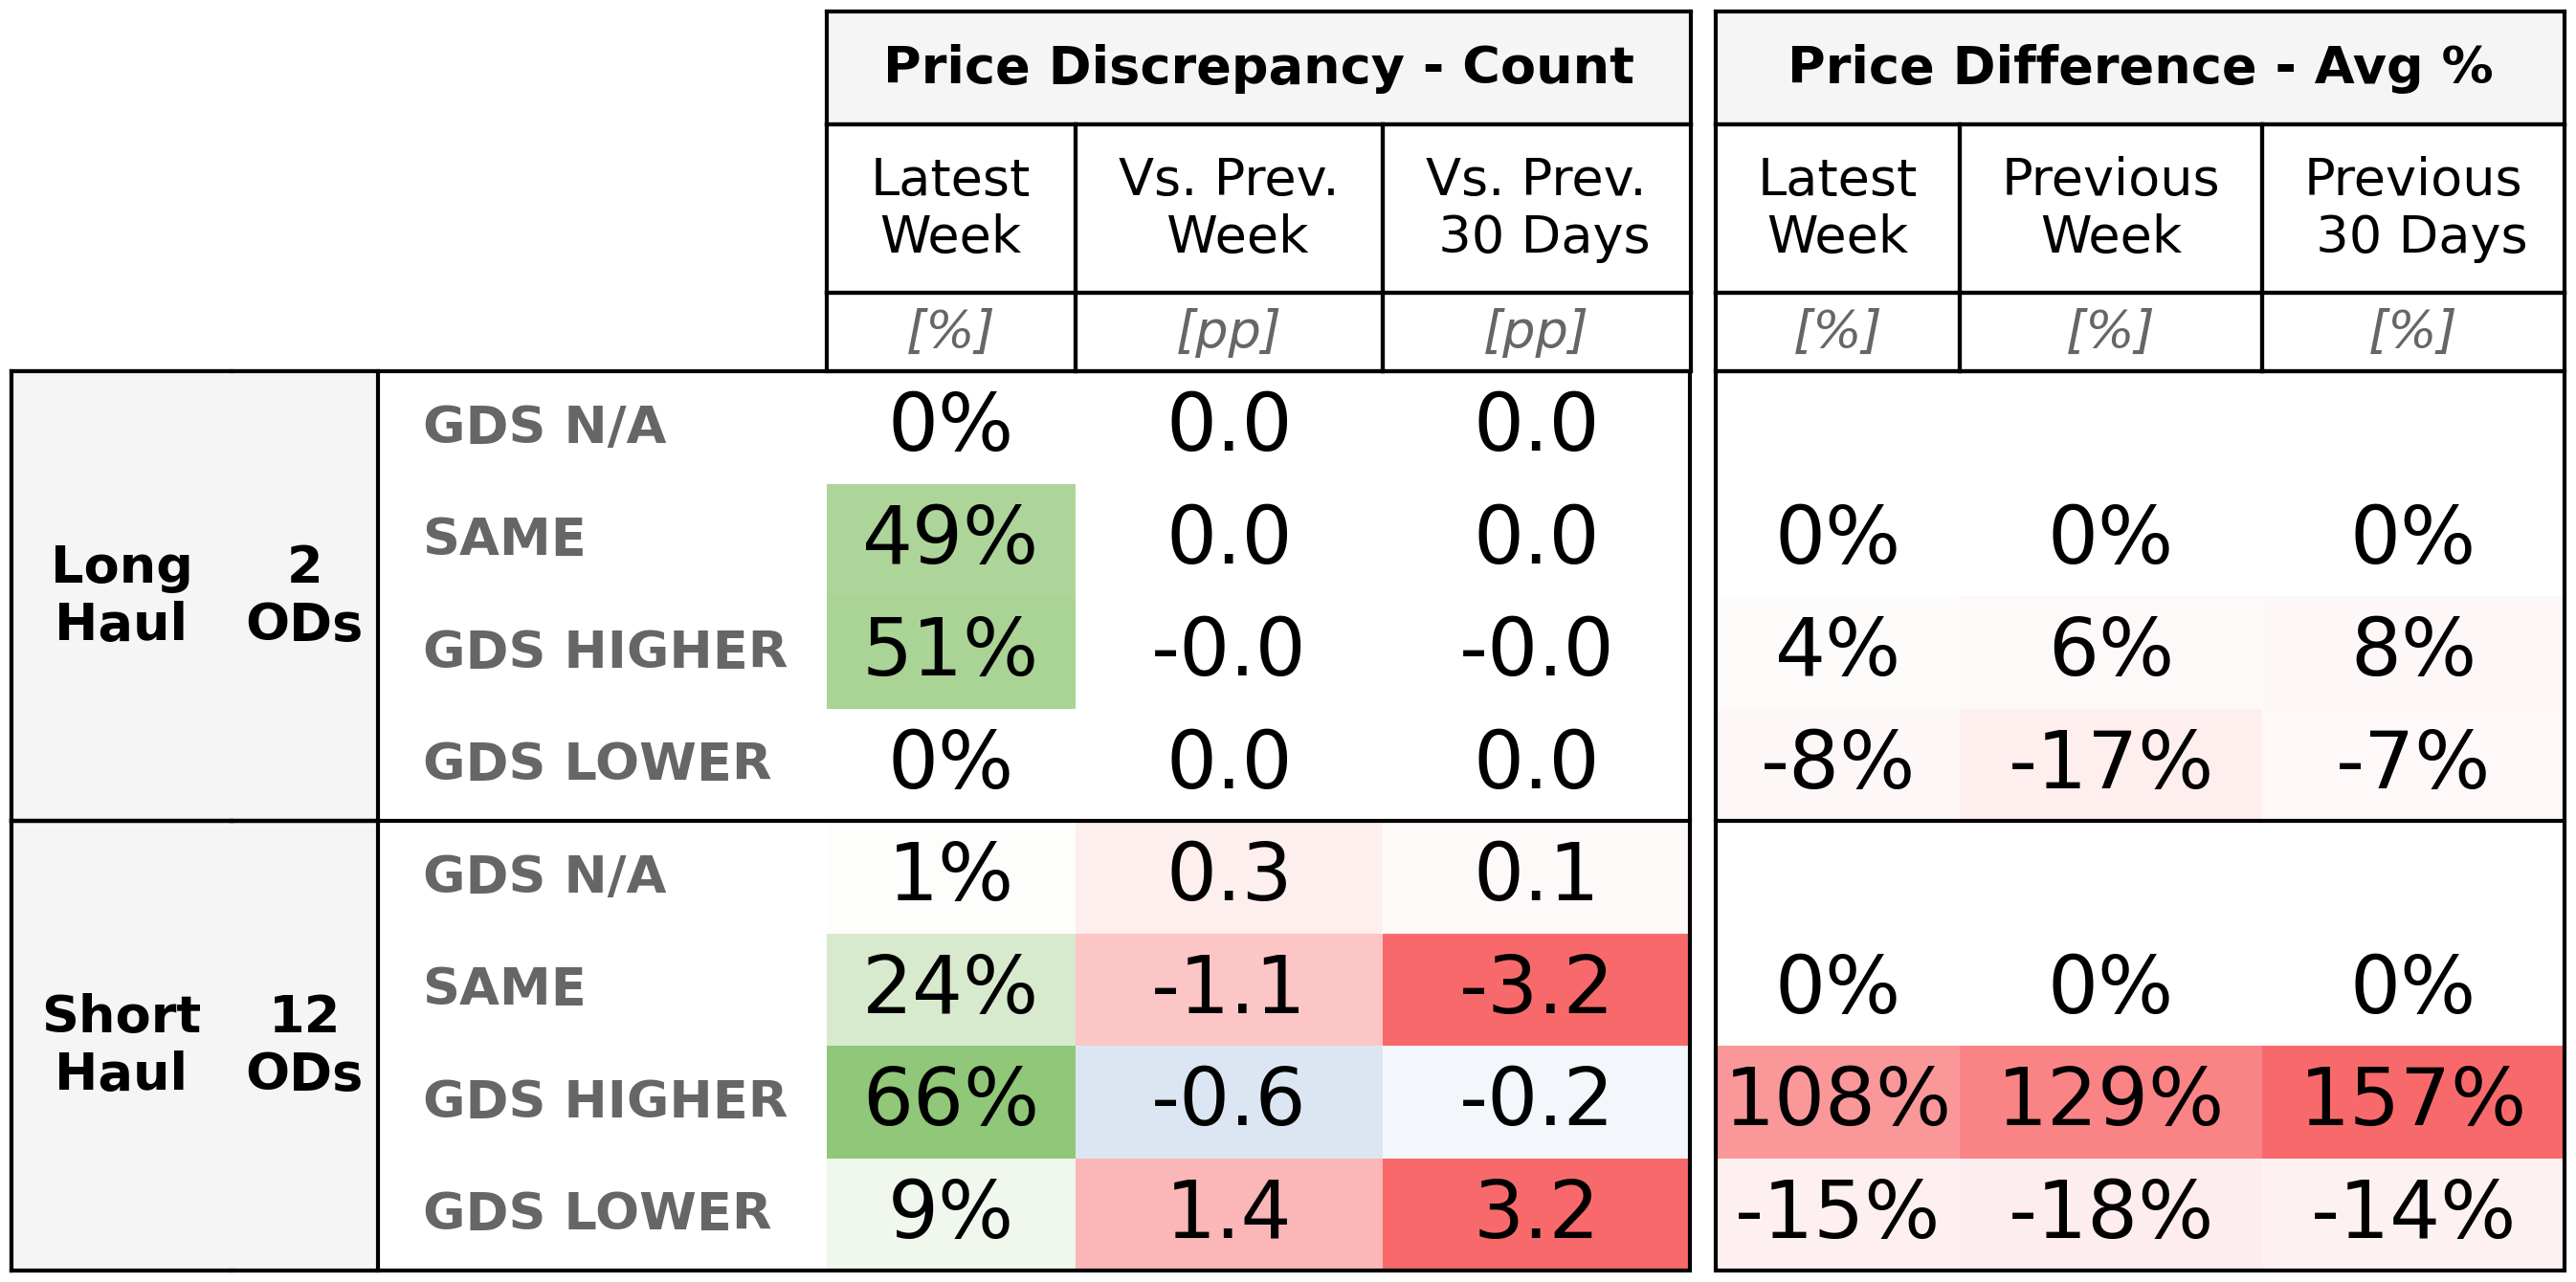 Price Discrepancy - Count Price Difference - Avg %
Latest Week Vs. Prev. Week Vs. Prev. 30 Days Latest Week Previous Week Previous 30 Days
[%] [pp] [pp] [%] [%] [%]
Long Haul 2 ODs
GDS N/A 0% 0.0 0.0
SAME 49% 0.0 0.0 0% 0% 0%
GDS HIGHER 51% -0.0 -0.0 4% 6% 8%
GDS LOWER 0% 0.0 0.0 -8% -17% -7%
Short Haul 12 ODs
GDS N/A 1% 0.3 0.1
SAME 24% -1.1 -3.2 0% 0% 0%
GDS HIGHER 66% -0.6 -0.2 108% 129% 157%
GDS LOWER 9% 1.4 3.2 -15% -18% -14%